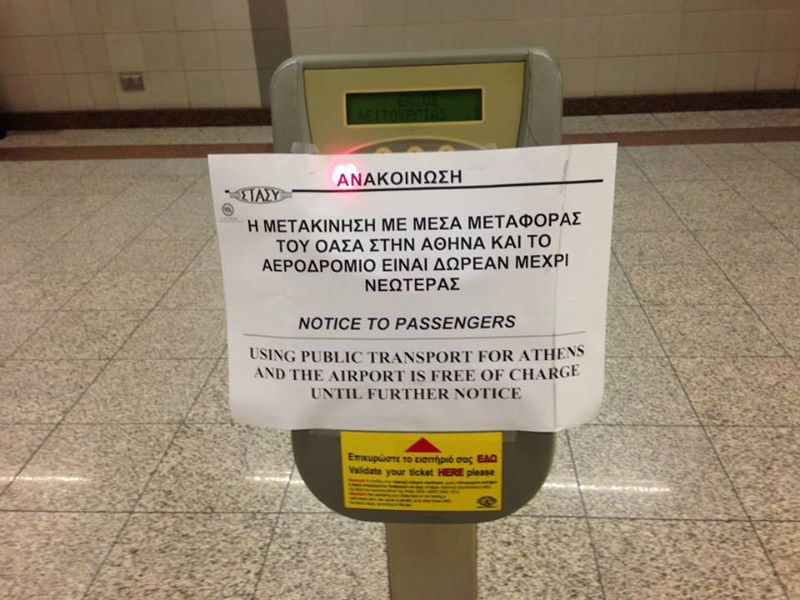 ΕΚΤΟΣ
ΛΕΙΤΟΥΡΓΙΑΣ
ΑΝΑΚΟΙΝΩΣΗ
ΣΤΑΣΥ
Η ΜΕΤΑΚΙΝΗΣΗ ΜΕ ΜΕΣΑ ΜΕΤΑΦΟΡΑΣ
ΤΟΥ ΟΑΣΑ ΣΤΗΝ ΑΘΗΝΑ ΚΑΙ ΤΟ
ΑΕΡΟΔΡΟΜΙΟ ΕΙΝΑΙ ΔΩΡΕΑΝ ΜΕΧΡΙ
ΝΕΩΤΕΡΑΣ
NOTICE TO PASSENGERS
USING PUBLIC TRANSPORT FOR ATHENS
AND THE AIRPORT IS FREE OF CHARGE
UNTIL FURTHER NOTICE
Επικυρώστε το εισιτήριό σας ΕΔΩ
Validate your ticket HERE please